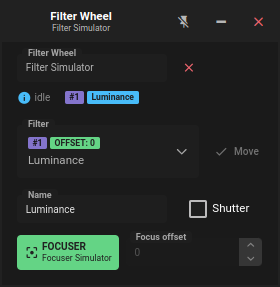 Filter Wheel
Filter Simulator
Filter Wheel
Filter Simulator
idle #1 Luminance
Filter
#1 OFFSET: 0
Luminance
Move
Name
Luminance
Shutter
FOCUSER
Focuser Simulator
Focus offset
0